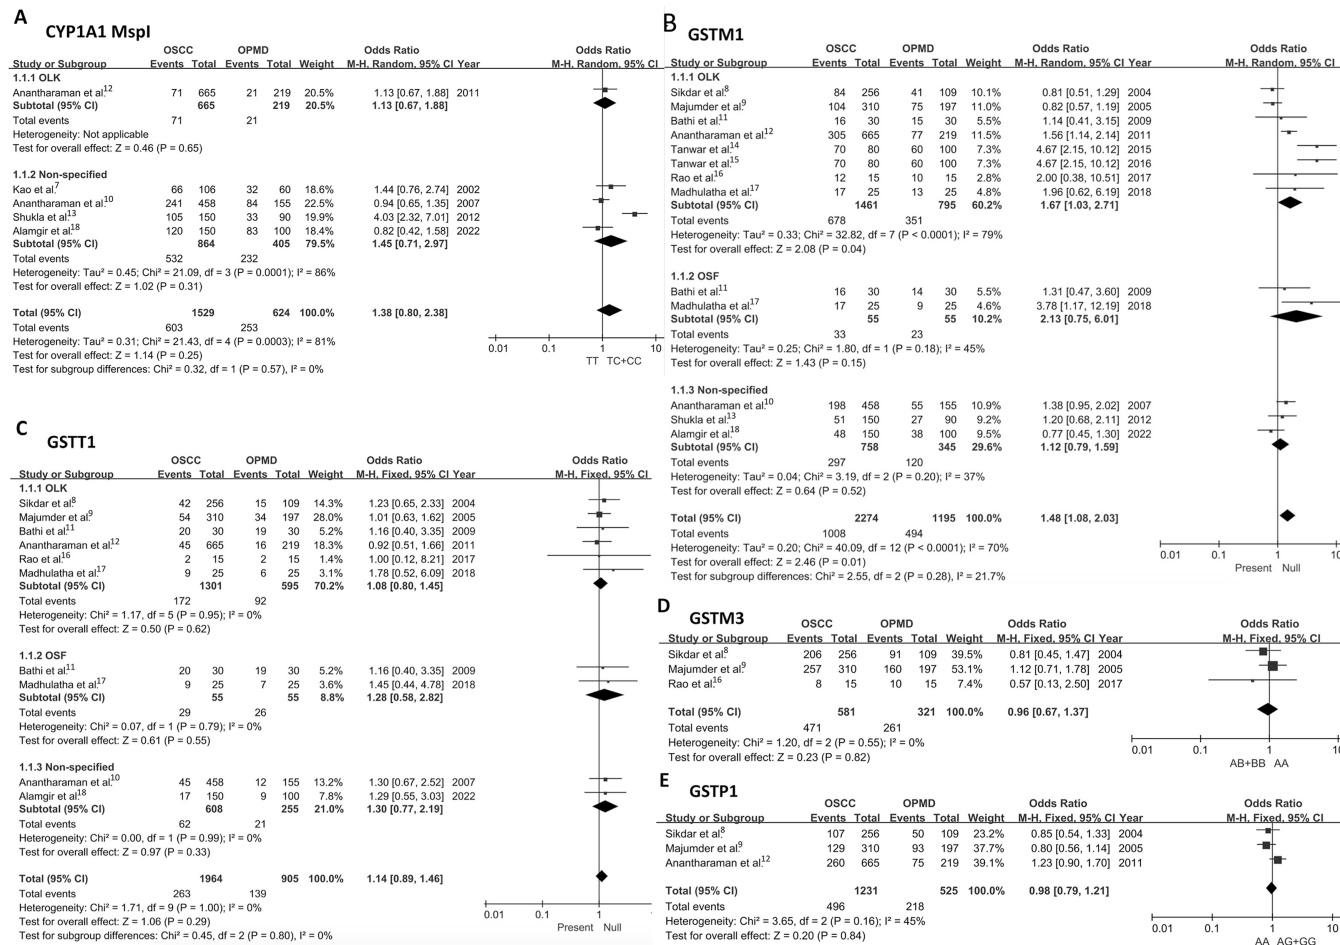 A
CYP1A1 MspI
OSCC OPMD Odds Ratio Odds Ratio
Study or Subgroup Events Total Events Total Weight M-H, Random, 95% CI Year M-H, Random, 95% CI
1.1.1 OLK
Anantharaman et al.12 71 665 21 219 20.5% 1.13 [0.67, 1.88] 2011
Subtotal (95% CI) 665 219 20.5% 1.13 [0.67, 1.88]
Total events 71 21
Heterogeneity: Not applicable
Test for overall effect: Z = 0.46 (P = 0.65)
1.1.2 Non-specified
Kao et al.7 66 106 32 60 18.6% 1.44 [0.76, 2.74] 2002
Anantharaman et al.10 241 458 84 155 22.5% 0.94 [0.65, 1.35] 2007
Shukla et al.13 105 150 33 90 19.9% 4.03 [2.32, 7.01] 2012
Alamgir et al.18 120 150 83 100 18.4% 0.82 [0.42, 1.58] 2022
Subtotal (95% CI) 864 405 79.5% 1.45 [0.71, 2.97]
Total events 532 232
Heterogeneity: Tau² = 0.45; Chi² = 21.09, df = 3 (P = 0.0001); I² = 86%
Test for overall effect: Z = 1.02 (P = 0.31)
Total (95% CI) 1529 624 100.0% 1.38 [0.80, 2.38]
Total events 603 253
Heterogeneity: Tau² = 0.31; Chi² = 21.43, df = 4 (P = 0.0003); I² = 81%
Test for overall effect: Z = 1.14 (P = 0.25)
Test for subgroup differences: Chi² = 0.32, df = 1 (P = 0.57), I² = 0%
0.01 0.1 1 10
TT TC+CC
B
GSTM1
OSCC OPMD Odds Ratio Odds Ratio
Study or Subgroup Events Total Events Total Weight M-H, Random, 95% CI Year M-H, Random, 95% CI
1.1.1 OLK
Sikdar et al.8 84 256 41 109 10.1% 0.81 [0.51, 1.29] 2004
Majumder et al.9 104 310 75 197 11.0% 0.82 [0.57, 1.19] 2005
Bathi et al.11 16 30 15 30 5.6% 1.14 [0.41, 3.15] 2009
Anantharaman et al.12 305 665 77 219 11.5% 1.56 [1.14, 2.14] 2011
Tanwar et al.14 70 80 60 100 7.3% 4.67 [2.15, 10.12] 2015
Tanwar et al.15 70 80 60 100 7.3% 4.67 [2.15, 10.12] 2016
Rao et al.16 12 15 10 15 2.8% 2.00 [0.38, 10.51] 2017
Madhulatha et al.17 17 25 13 25 4.8% 1.96 [0.62, 6.19] 2018
Subtotal (95% CI) 1461 795 60.2% 1.67 [1.03, 2.71]
Total events 678 351
Heterogeneity: Tau² = 0.33; Chi² = 32.82, df = 7 (P < 0.0001); I² = 79%
Test for overall effect: Z = 2.08 (P = 0.04)
1.1.2 OSF
Bathi et al.11 16 30 14 30 5.5% 1.31 [0.47, 3.60] 2009
Madhulatha et al.17 17 25 9 25 4.6% 3.78 [1.17, 12.19] 2018
Subtotal (95% CI) 55 55 10.2% 2.13 [0.75, 6.01]
Total events 33 23
Heterogeneity: Tau² = 0.25; Chi² = 1.80, df = 1 (P = 0.18); I² = 45%
Test for overall effect: Z = 1.43 (P = 0.15)
1.1.3 Non-specified
Anantharaman et al.10 198 458 55 155 10.9% 1.38 [0.95, 2.02] 2007
Shukla et al.13 51 150 27 90 9.2% 1.20 [0.68, 2.11] 2012
Alamgir et al.18 48 150 38 100 9.5% 0.77 [0.45, 1.30] 2022
Subtotal (95% CI) 758 345 29.6% 1.12 [0.79, 1.59]
Total events 297 120
Heterogeneity: Tau² = 0.04; Chi² = 3.19, df = 2 (P = 0.20); I² = 37%
Test for overall effect: Z = 0.64 (P = 0.52)
Total (95% CI) 2274 1195 100.0% 1.48 [1.08, 2.03]
Total events 1008 494
Heterogeneity: Tau² = 0.20; Chi² = 40.09, df = 12 (P < 0.0001); I² = 70%
Test for overall effect: Z = 2.46 (P = 0.01)
Test for subgroup differences: Chi² = 2.55, df = 2 (P = 0.28), I² = 21.7%
0.01 0.1 1 10
Present Null
C
GSTT1
OSCC OPMD Odds Ratio Odds Ratio
Study or Subgroup Events Total Events Total Weight M-H, Fixed, 95% CI Year M-H, Fixed, 95% CI
1.1.1 OLK
Sikdar et al.8 42 256 15 109 14.3% 1.23 [0.65, 2.33] 2004
Majumder et al.9 54 310 34 197 28.0% 1.01 [0.63, 1.62] 2005
Bathi et al.11 20 30 19 30 5.2% 1.16 [0.40, 3.35] 2009
Anantharaman et al.12 45 665 16 219 18.3% 0.92 [0.51, 1.66] 2011
Rao et al.16 2 15 2 15 1.4% 1.00 [0.12, 8.21] 2017
Madhulatha et al.17 9 25 6 25 3.1% 1.78 [0.52, 6.09] 2018
Subtotal (95% CI) 1301 595 70.2% 1.08 [0.80, 1.45]
Total events 172 92
Heterogeneity: Chi² = 1.17, df = 5 (P = 0.95); I² = 0%
Test for overall effect: Z = 0.50 (P = 0.62)
1.1.2 OSF
Bathi et al.11 20 30 19 30 5.2% 1.16 [0.40, 3.35] 2009
Madhulatha et al.17 9 25 7 25 3.6% 1.45 [0.44, 4.78] 2018
Subtotal (95% CI) 55 55 8.8% 1.28 [0.58, 2.82]
Total events 29 26
Heterogeneity: Chi² = 0.07, df = 1 (P = 0.79); I² = 0%
Test for overall effect: Z = 0.61 (P = 0.55)
1.1.3 Non-specified
Anantharaman et al.10 45 458 12 155 13.2% 1.30 [0.67, 2.52] 2007
Alamgir et al.18 17 150 9 100 7.8% 1.29 [0.55, 3.03] 2022
Subtotal (95% CI) 608 255 21.0% 1.30 [0.77, 2.19]
Total events 62 21
Heterogeneity: Chi² = 0.00, df = 1 (P = 0.99); I² = 0%
Test for overall effect: Z = 0.97 (P = 0.33)
Total (95% CI) 1964 905 100.0% 1.14 [0.89, 1.46]
Total events 263 139
Heterogeneity: Chi² = 1.71, df = 9 (P = 1.00); I² = 0%
Test for overall effect: Z = 1.06 (P = 0.29)
Test for subgroup differences: Chi² = 0.45, df = 2 (P = 0.80), I² = 0%
0.01 0.1 1 10
Present Null
D
GSTM3
OSCC OPMD Odds Ratio Odds Ratio
Study or Subgroup Events Total Events Total Weight M-H, Fixed, 95% CI Year M-H, Fixed, 95% CI
Sikdar et al.8 206 256 91 109 39.5% 0.81 [0.45, 1.47] 2004
Majumder et al.9 257 310 160 197 53.1% 1.12 [0.71, 1.78] 2005
Rao et al.16 8 15 10 15 7.4% 0.57 [0.13, 2.50] 2017
Total (95% CI) 581 321 100.0% 0.96 [0.67, 1.37]
Total events 471 261
Heterogeneity: Chi² = 1.20, df = 2 (P = 0.55); I² = 0%
Test for overall effect: Z = 0.23 (P = 0.82)
0.01 0.1 1 10
AB+BB AA
E
GSTP1
OSCC OPMD Odds Ratio Odds Ratio
Study or Subgroup Events Total Events Total Weight M-H, Fixed, 95% CI Year M-H, Fixed, 95% CI
Sikdar et al.8 107 256 50 109 23.2% 0.85 [0.54, 1.33] 2004
Majumder et al.9 129 310 93 197 37.7% 0.80 [0.56, 1.14] 2005
Anantharaman et al.12 260 665 75 219 39.1% 1.23 [0.90, 1.70] 2011
Total (95% CI) 1231 525 100.0% 0.98 [0.79, 1.21]
Total events 496 218
Heterogeneity: Chi² = 3.65, df = 2 (P = 0.16); I² = 45%
Test for overall effect: Z = 0.20 (P = 0.84)
0.01 0.1 1 10
AA AG+GG